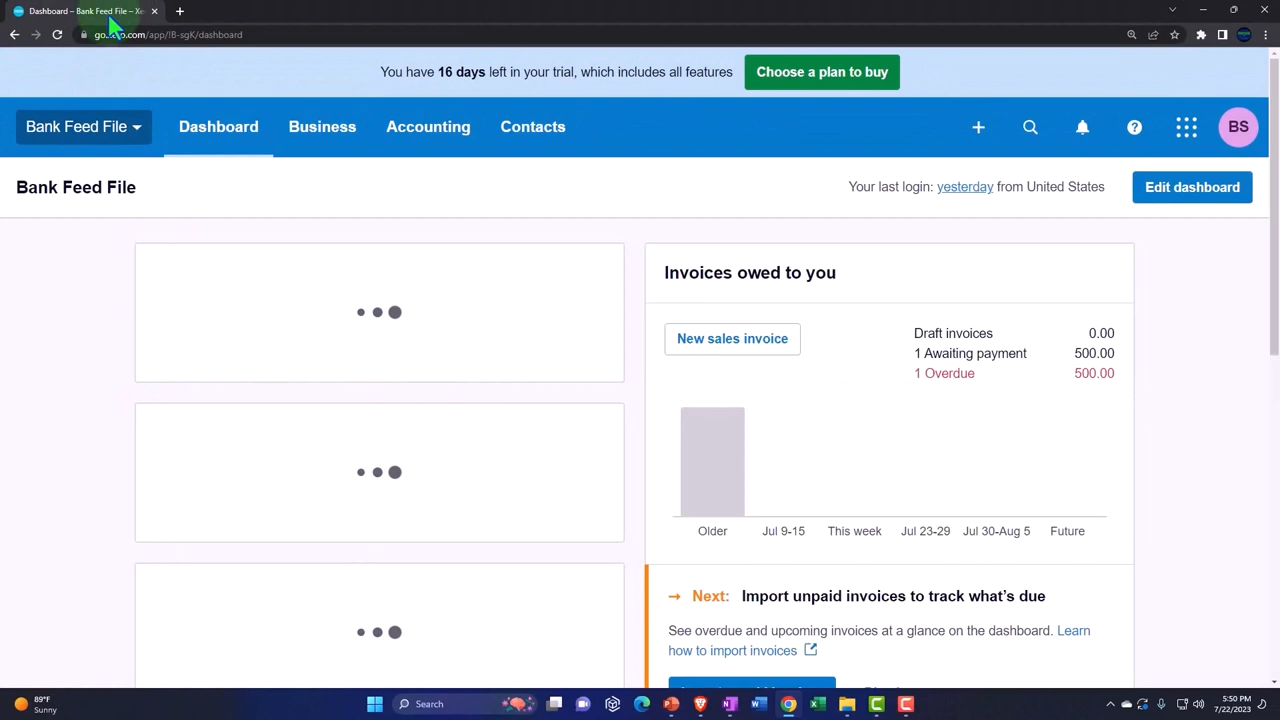 Dashboard – Bank Feed File – Xe
go.xero.com/app/!B-sgK/dashboard
You have 16 days left in your trial, which includes all features
Choose a plan to buy
Bank Feed File
Dashboard
Business
Accounting
Contacts
BS
Bank Feed File
Your last login: yesterday from United States
Edit dashboard
Invoices owed to you
New sales invoice
Draft invoices 0.00
1 Awaiting payment 500.00
1 Overdue 500.00
Older Jul 9-15 This week Jul 23-29 Jul 30-Aug 5 Future
→ Next: Import unpaid invoices to track what's due
See overdue and upcoming invoices at a glance on the dashboard. Learn
how to import invoices
89°F
Sunny
Search
5:50 PM
7/22/2023